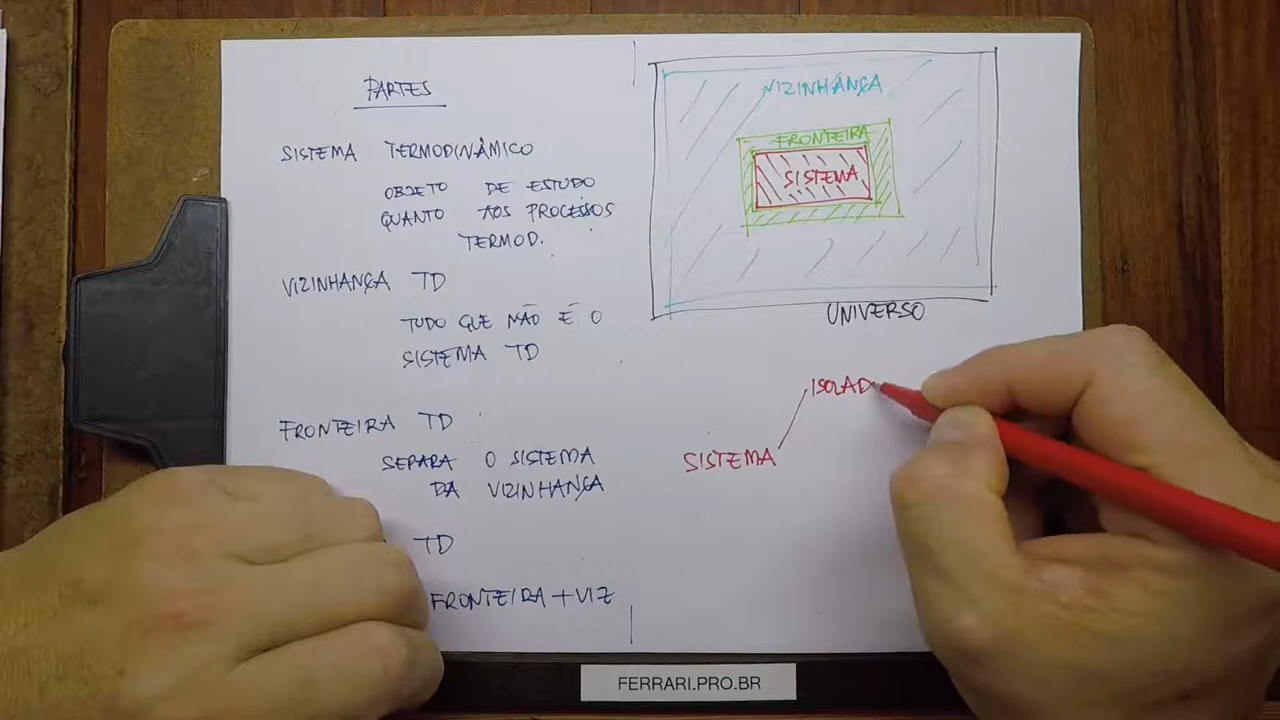 PARTES
SISTEMA TERMODINÂMICO
OBJETO DE ESTUDO
QUANTO AOS PROCESSOS
TERMOD.
VIZINHANÇA TD
TUDO QUE NÃO É O
SISTEMA TD
FRONTEIRA TD
SEPARA O SISTEMA
DA VIZINHANÇA
TD
FRONTEIRA + VIZ
VIZINHANÇA
FRONTEIRA
SISTEMA
UNIVERSO
ISOLAD
SISTEMA
FERRARI.PRO.BR